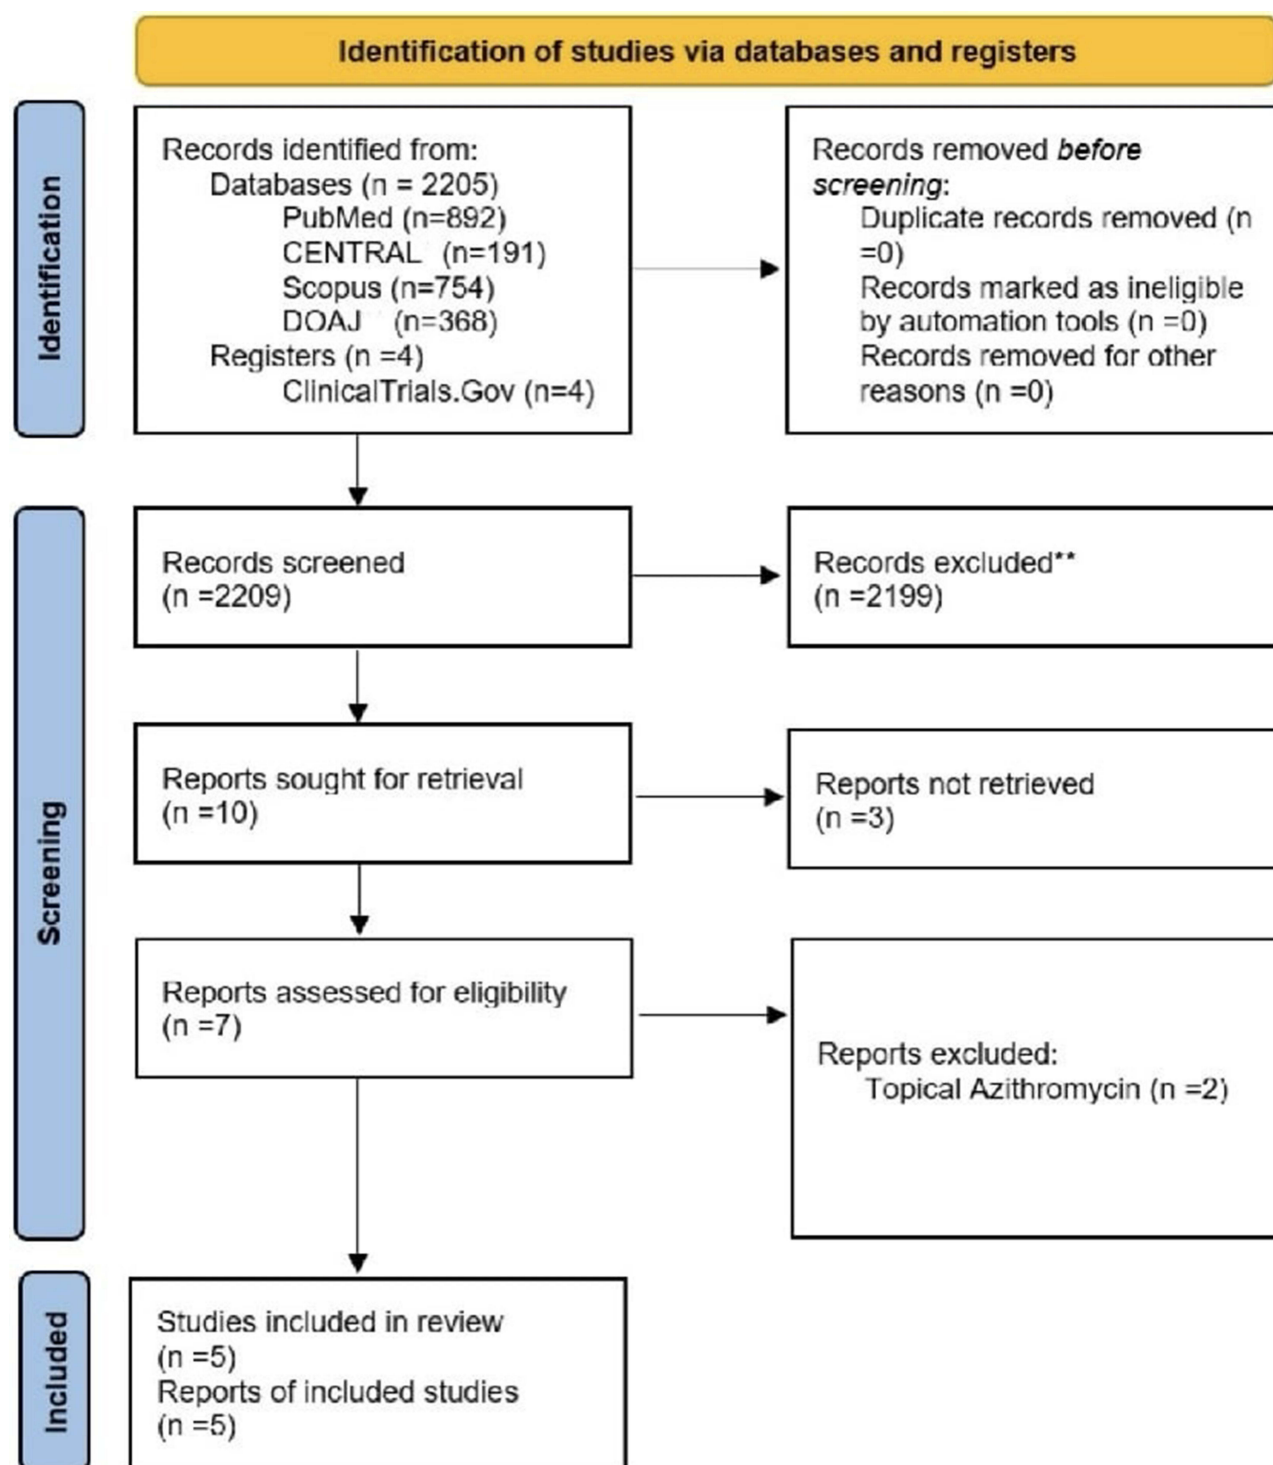 Identification of studies via databases and registers
Identification
Records identified from:
Databases (n = 2205)
PubMed (n=892)
CENTRAL (n=191)
Scopus (n=754)
DOAJ (n=368)
Registers (n =4)
ClinicalTrials.Gov (n=4)
Records removed before
screening:
Duplicate records removed (n
=0)
Records marked as ineligible
by automation tools (n =0)
Records removed for other
reasons (n =0)
Screening
Records screened
(n =2209)
Records excluded**
(n =2199)
Reports sought for retrieval
(n =10)
Reports not retrieved
(n =3)
Reports assessed for eligibility
(n =7)
Reports excluded:
Topical Azithromycin (n =2)
Included
Studies included in review
(n =5)
Reports of included studies
(n =5)